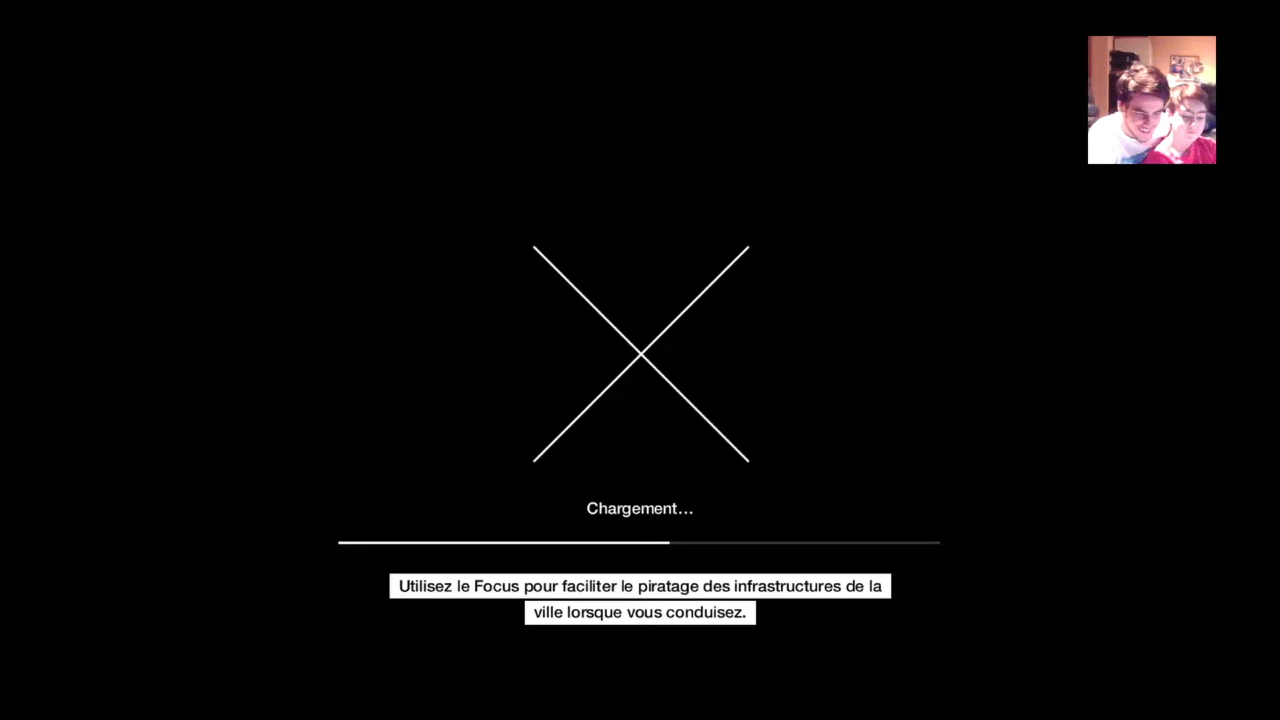 Chargement...
Utilisez le Focus pour faciliter le piratage des infrastructures de la
ville lorsque vous conduisez.